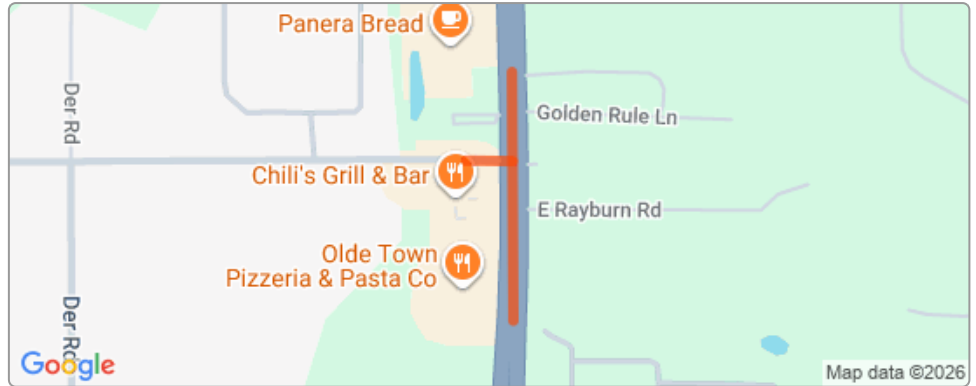 Panera Bread
Der Rd
Golden Rule Ln
Chili's Grill & Bar
E Rayburn Rd
Olde Town
Pizzeria & Pasta Co
Der Rd
Google
Map data ©2026